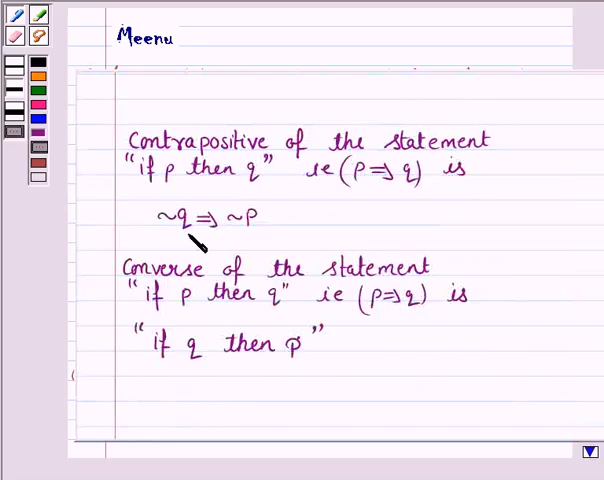 Meenu
Contrapositive of the statement
"if p then q" ie (p ⇒ q) is
~q ⇒ ~p
Converse of the statement
"if p then q" ie (p⇒q) is
"if q then p"